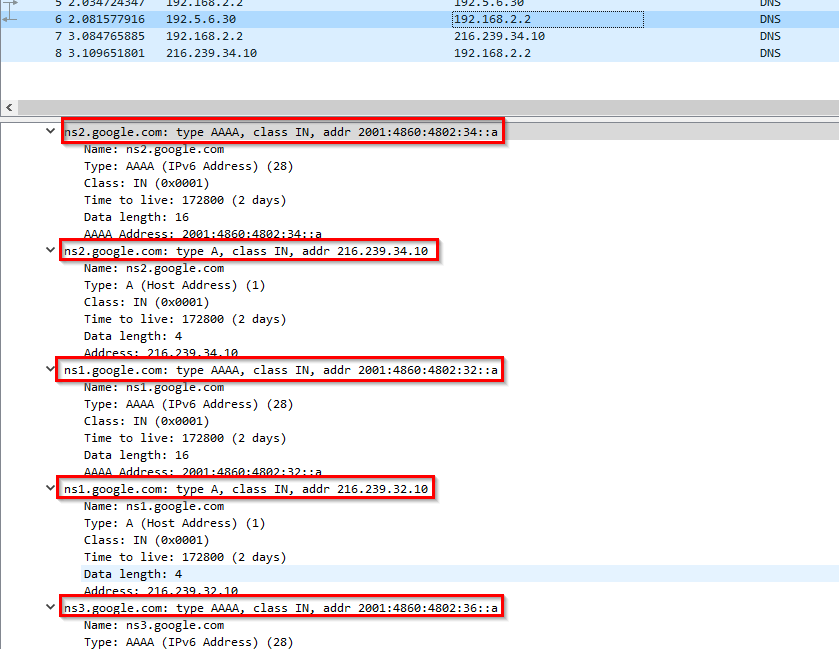 5 2.034724347 192.168.2.2 192.5.6.30 DNS
6 2.081577916 192.5.6.30 192.168.2.2 DNS
7 3.084765885 192.168.2.2 216.239.34.10 DNS
8 3.109651801 216.239.34.10 192.168.2.2 DNS
ns2.google.com: type AAAA, class IN, addr 2001:4860:4802:34::a
Name: ns2.google.com
Type: AAAA (IPv6 Address) (28)
Class: IN (0x0001)
Time to live: 172800 (2 days)
Data length: 16
AAAA Address: 2001:4860:4802:34::a
ns2.google.com: type A, class IN, addr 216.239.34.10
Name: ns2.google.com
Type: A (Host Address) (1)
Class: IN (0x0001)
Time to live: 172800 (2 days)
Data length: 4
Address: 216.239.34.10
ns1.google.com: type AAAA, class IN, addr 2001:4860:4802:32::a
Name: ns1.google.com
Type: AAAA (IPv6 Address) (28)
Class: IN (0x0001)
Time to live: 172800 (2 days)
Data length: 16
AAAA Address: 2001:4860:4802:32::a
ns1.google.com: type A, class IN, addr 216.239.32.10
Name: ns1.google.com
Type: A (Host Address) (1)
Class: IN (0x0001)
Time to live: 172800 (2 days)
Data length: 4
Address: 216.239.32.10
ns3.google.com: type AAAA, class IN, addr 2001:4860:4802:36::a
Name: ns3.google.com
Type: AAAA (IPv6 Address) (28)